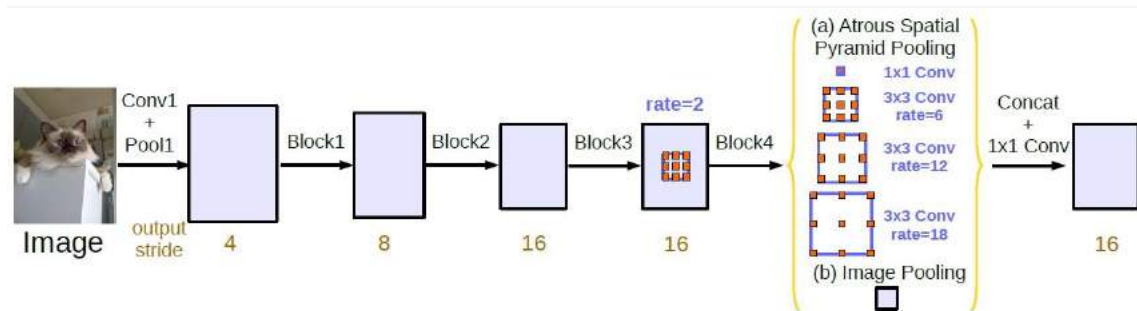 (a) Atrous Spatial
Pyramid Pooling
1x1 Conv
3x3 Conv
rate=6
3x3 Conv
rate=12
3x3 Conv
rate=18
(b) Image Pooling
Conv1
+
Pool1
Block1
Block2
Block3
rate=2
Block4
Concat
+
1x1 Conv
Image
output
stride
4
8
16
16
16